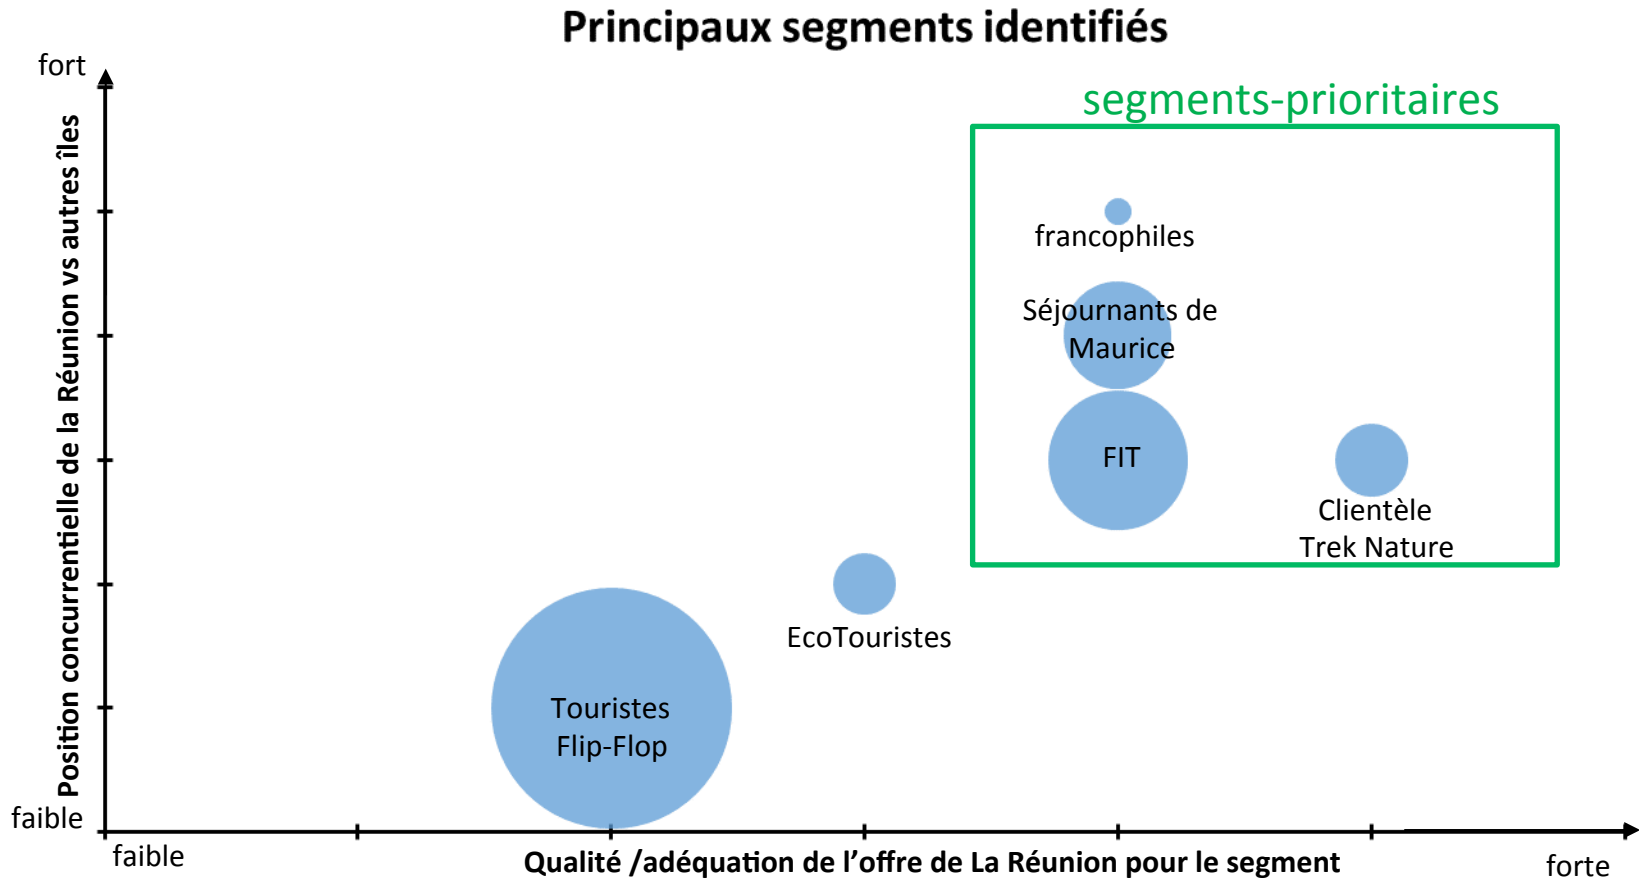 Principaux segments identifiés
fort
segments-prioritaires
Position concurrentielle de la Réunion vs autres îles
francophiles
Séjournants de
Maurice
FIT
Clientèle
Trek Nature
EcoTouristes
Touristes
Flip-Flop
faible
faible
Qualité /adéquation de l’offre de La Réunion pour le segment
forte